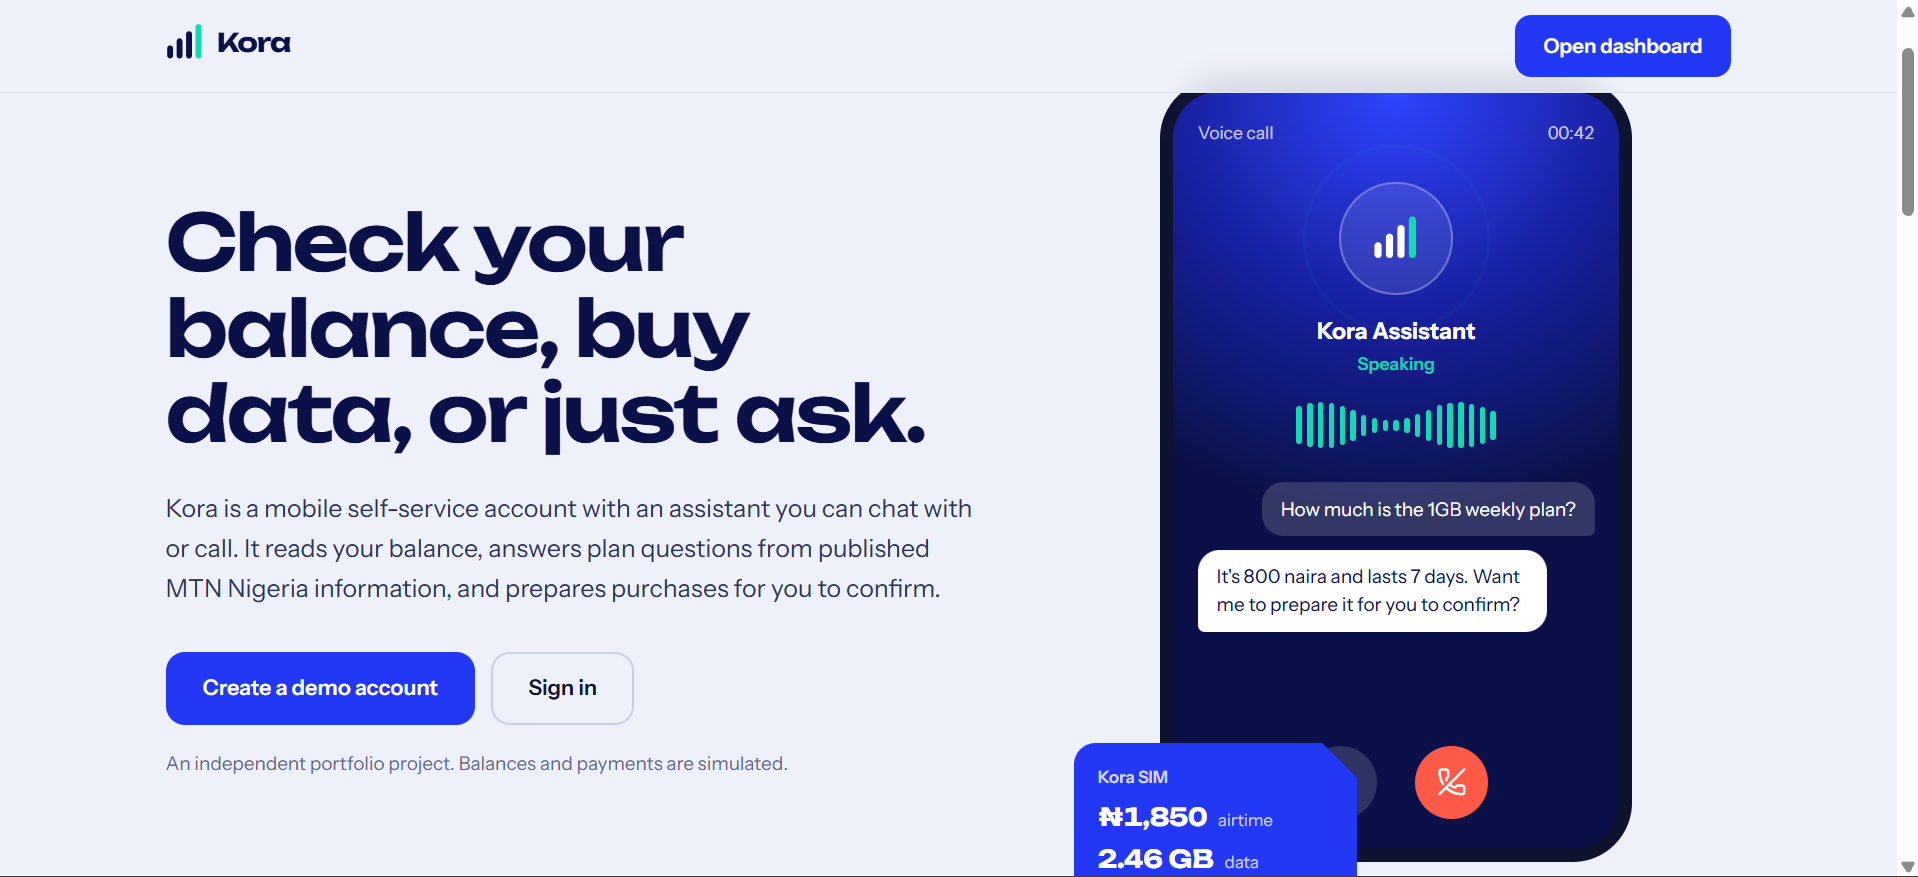 Kora
Open dashboard
Check your
balance, buy
data, or just ask.
Kora is a mobile self-service account with an assistant you can chat with
or call. It reads your balance, answers plan questions from published
MTN Nigeria information, and prepares purchases for you to confirm.
Create a demo account
Sign in
An independent portfolio project. Balances and payments are simulated.
Voice call
00:42
Kora Assistant
Speaking
How much is the 1GB weekly plan?
It's 800 naira and lasts 7 days. Want
me to prepare it for you to confirm?
Kora SIM
₦1,850 airtime
2.46 GB data